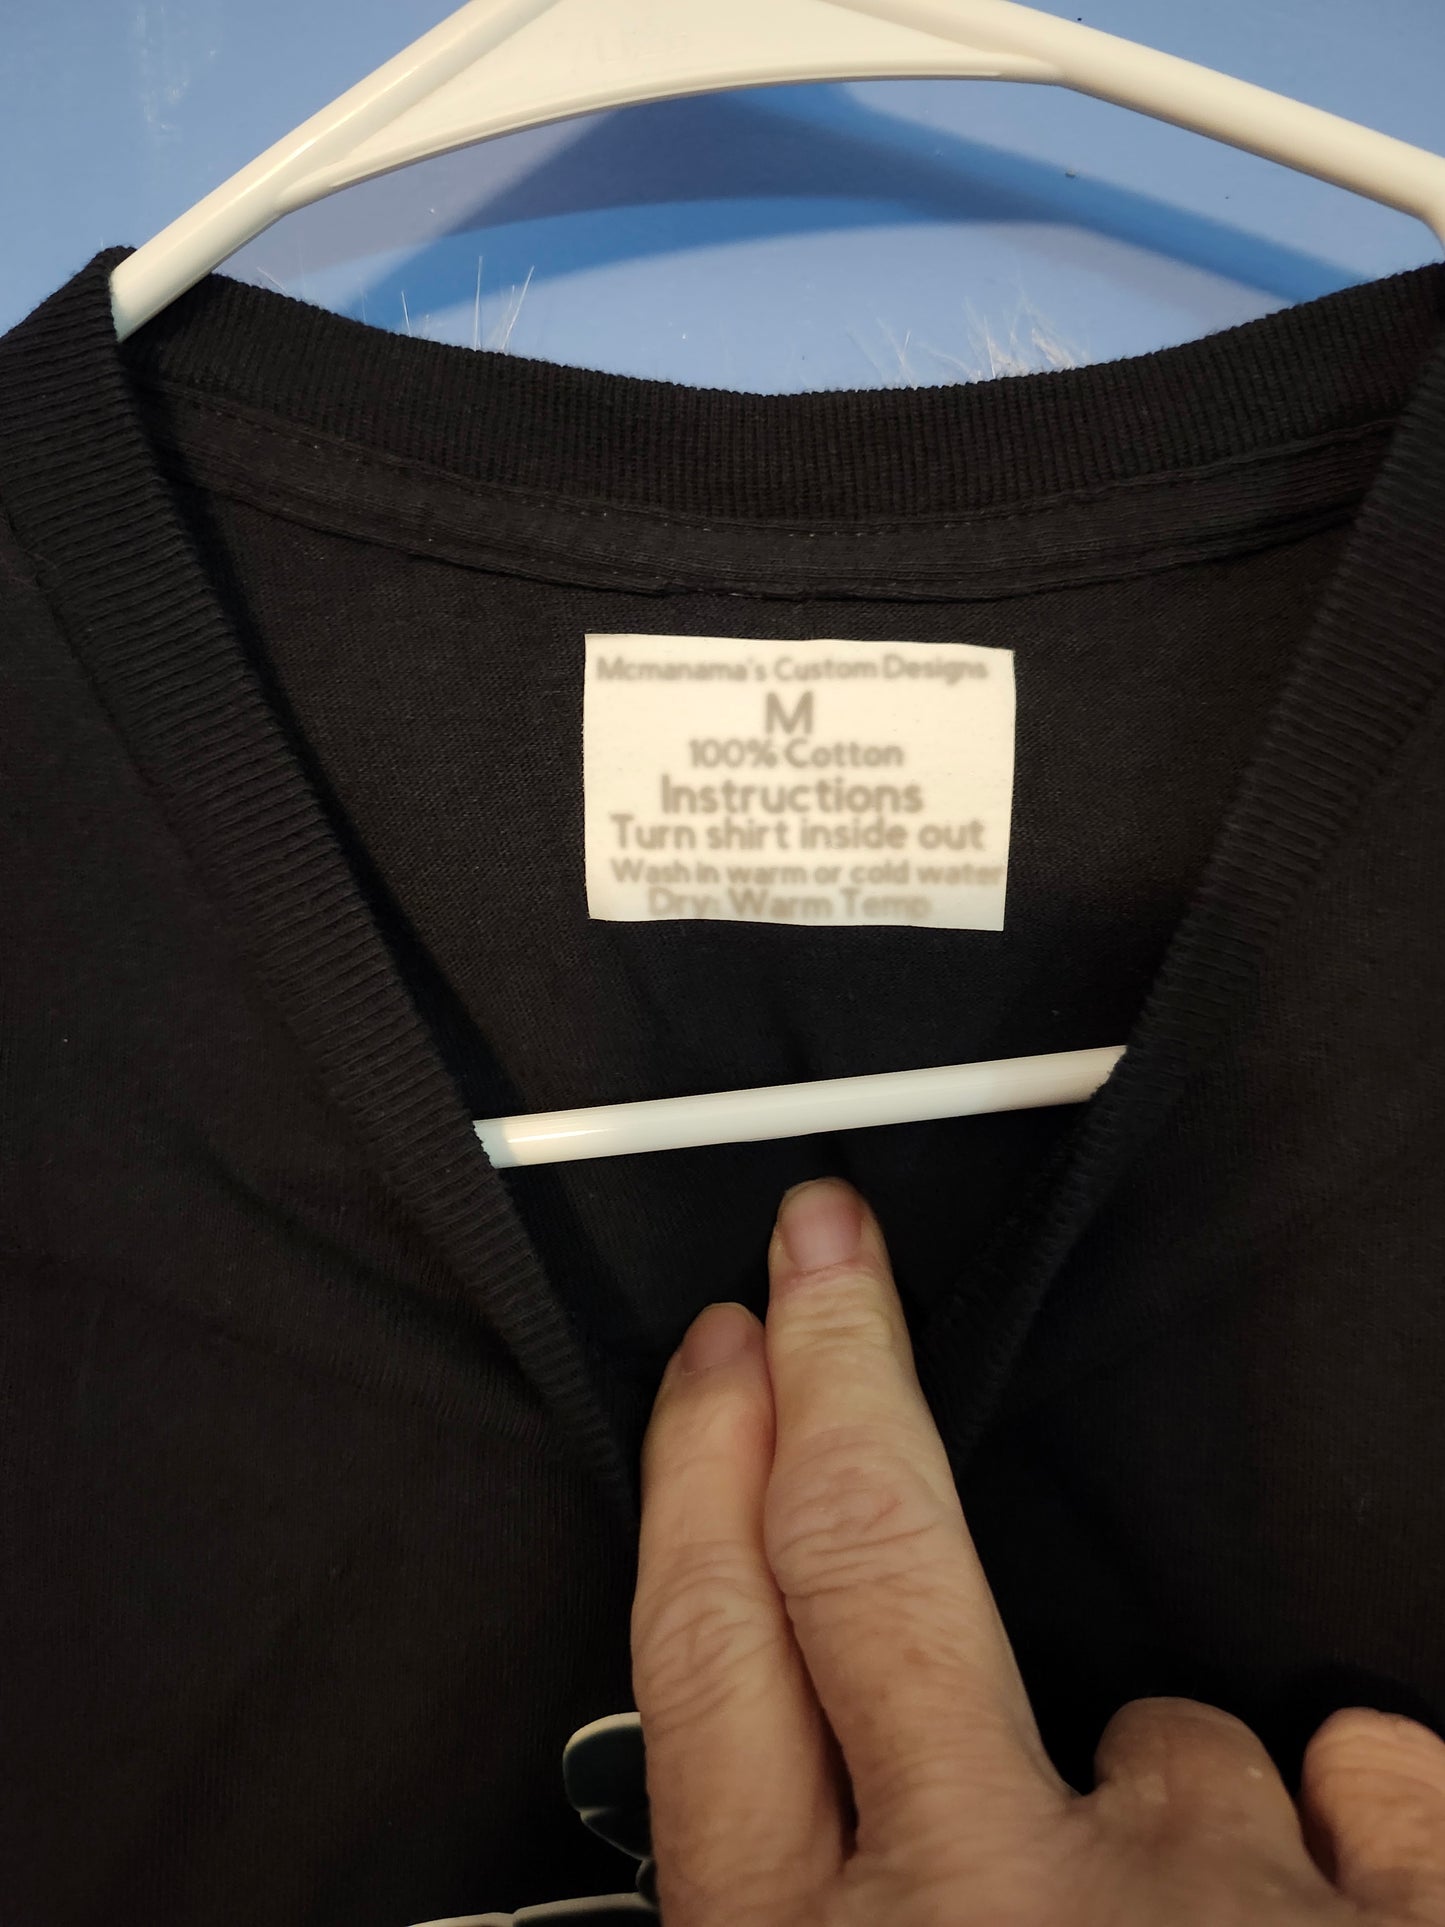 Mcmanama's Custom Designs
M
100% Cotton
Instructions
Turn shirt inside out
Wash in warm or cold water
Dry: Warm Temp